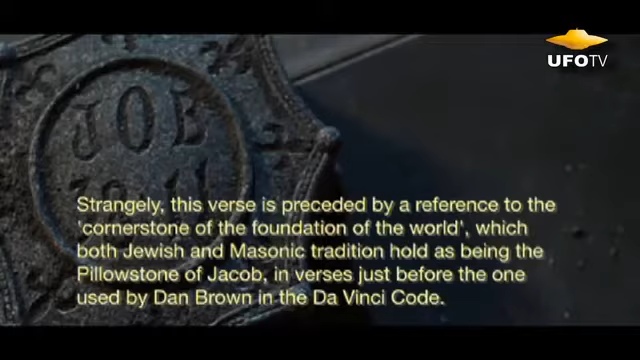 UFOTV
JOB
38:11
Strangely, this verse is preceded by a reference to the
'cornerstone of the foundation of the world', which
both Jewish and Masonic tradition hold as being the
Pillowstone of Jacob, in verses just before the one
used by Dan Brown in the Da Vinci Code.